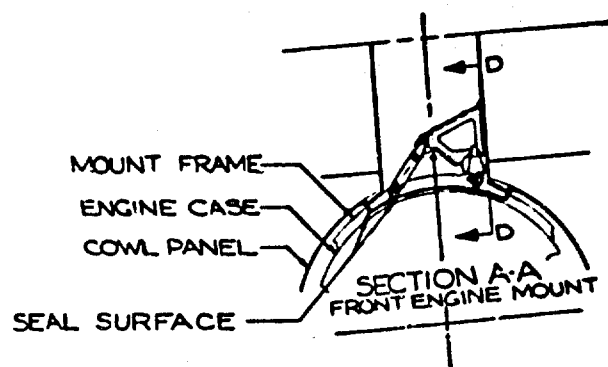 D
MOUNT FRAME
ENGINE CASE
COWL PANEL
D
SECTION A-A
FRONT ENGINE MOUNT
SEAL SURFACE